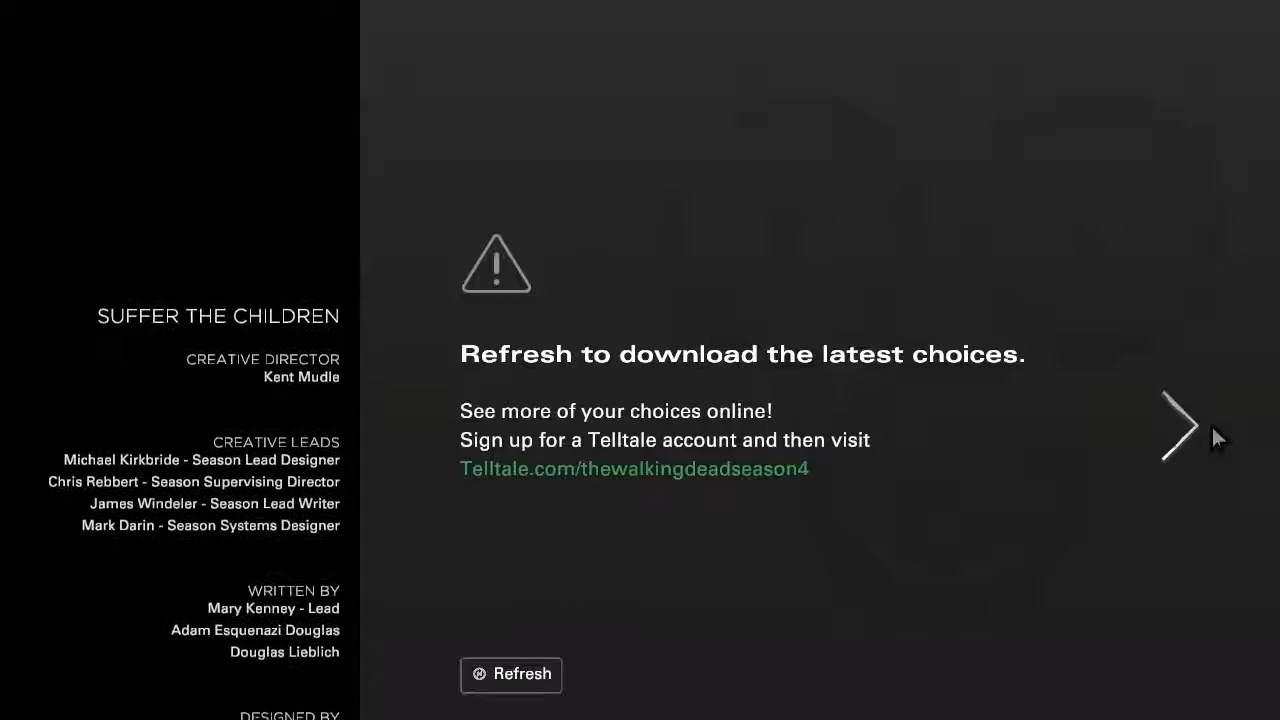 SUFFER THE CHILDREN
CREATIVE DIRECTOR
Kent Mudle
CREATIVE LEADS
Michael Kirkbride - Season Lead Designer
Chris Rebbert - Season Supervising Director
James Windeler - Season Lead Writer
Mark Darin - Season Systems Designer
WRITTEN BY
Mary Kenney - Lead
Adam Esquenazi Douglas
Douglas Lieblich
DESIGNED BY
Refresh to download the latest choices.
See more of your choices online!
Sign up for a Telltale account and then visit
Telltale.com/thewalkingdeadseason4
Refresh